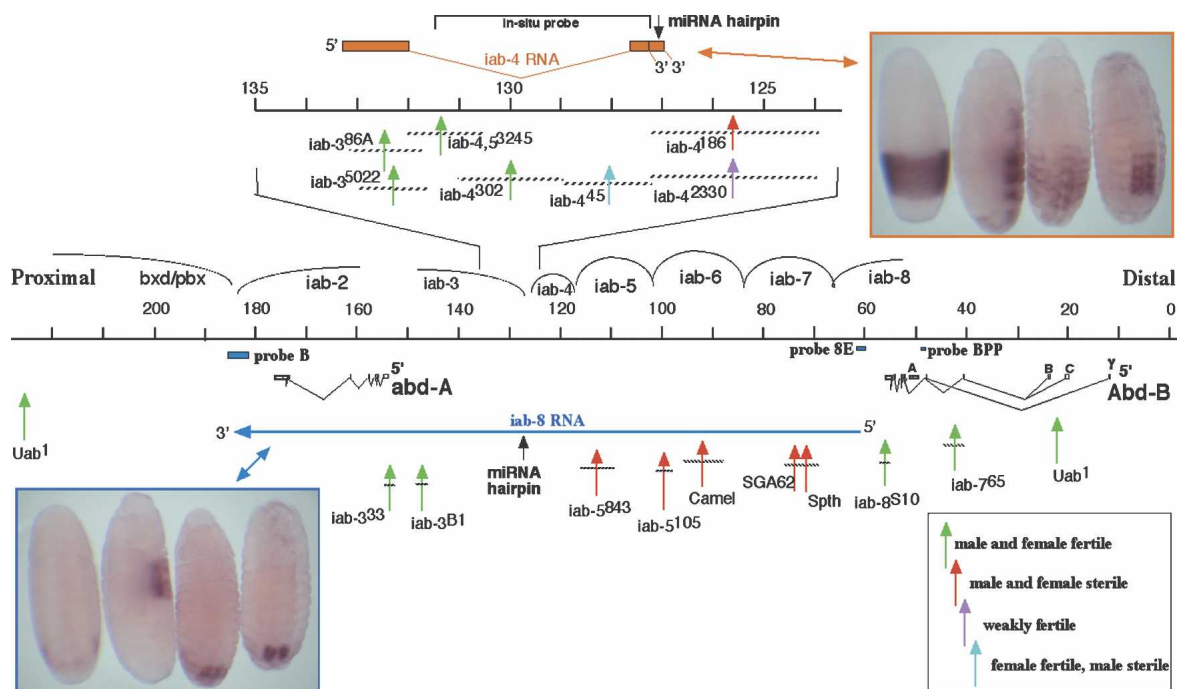 in-situ probe
miRNA hairpin
5' iab-4 RNA 3' 3'
135 130 125
iab-3 86A iab-4,5 3245 iab-4 186
iab-3 5022 iab-4 302 iab-4 45 iab-4 2330
Proximal bxd/pbx iab-2 iab-3 iab-4 iab-5 iab-6 iab-7 iab-8 Distal
200 180 160 140 120 100 80 60 40 20 0
probe B probe 8E probe BPP
abd-A 5' A B C γ 5' Abd-B
iab-8 RNA
3' 5'
Uab1
miRNA
hairpin
iab-3 33 iab-3 B1 iab-5 843 iab-5 105 Camel SGA62 Spth iab-8 S10 iab-7 65 Uab1
male and female fertile
male and female sterile
weakly fertile
female fertile, male sterile